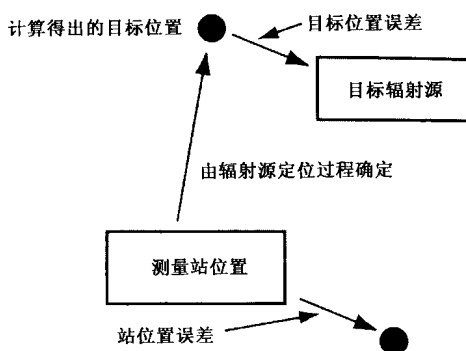 计算得出的目标位置
目标位置误差
目标辐射源
由辐射源定位过程确定
测量站位置
站位置误差